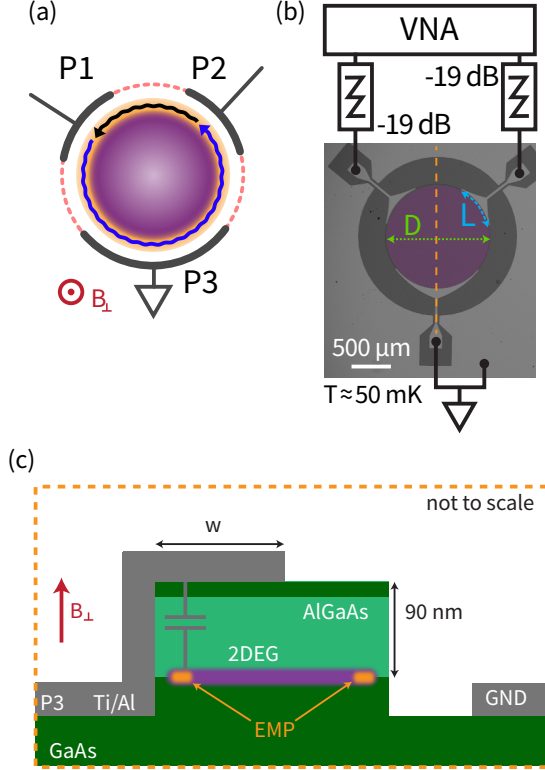 (a)
P1
P2
P3
B⊥
(b)
VNA
-19 dB
-19 dB
D
L
500 µm
T ≈ 50 mK
(c)
not to scale
w
B⊥
AlGaAs
90 nm
2DEG
P3
Ti/Al
EMP
GND
GaAs